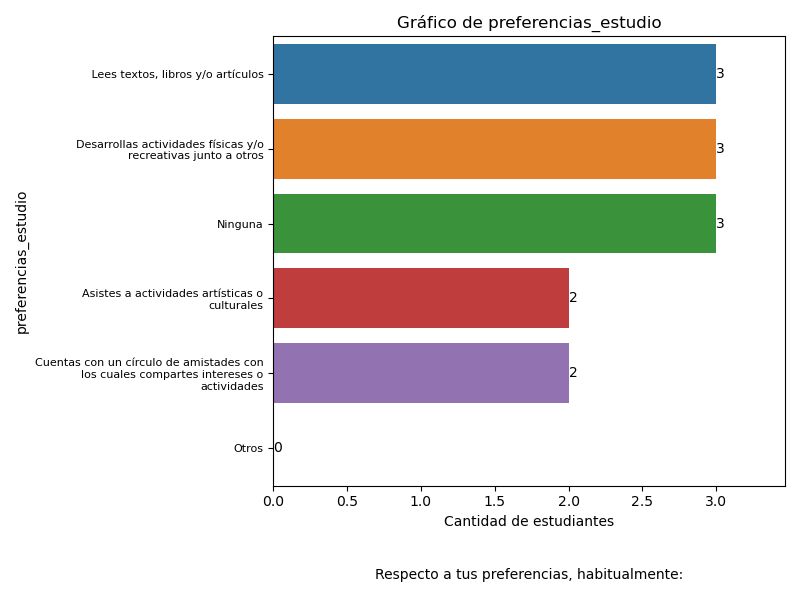 Gráfico de preferencias_estudio
preferencias_estudio
Lees textos, libros y/o artículos
3
Desarrollas actividades físicas y/o
recreativas junto a otros
3
Ninguna
3
Asistes a actividades artísticas o
culturales
2
Cuentas con un círculo de amistades con
los cuales compartes intereses o
actividades
2
Otros
0
0.0 0.5 1.0 1.5 2.0 2.5 3.0
Cantidad de estudiantes
Respecto a tus preferencias, habitualmente: